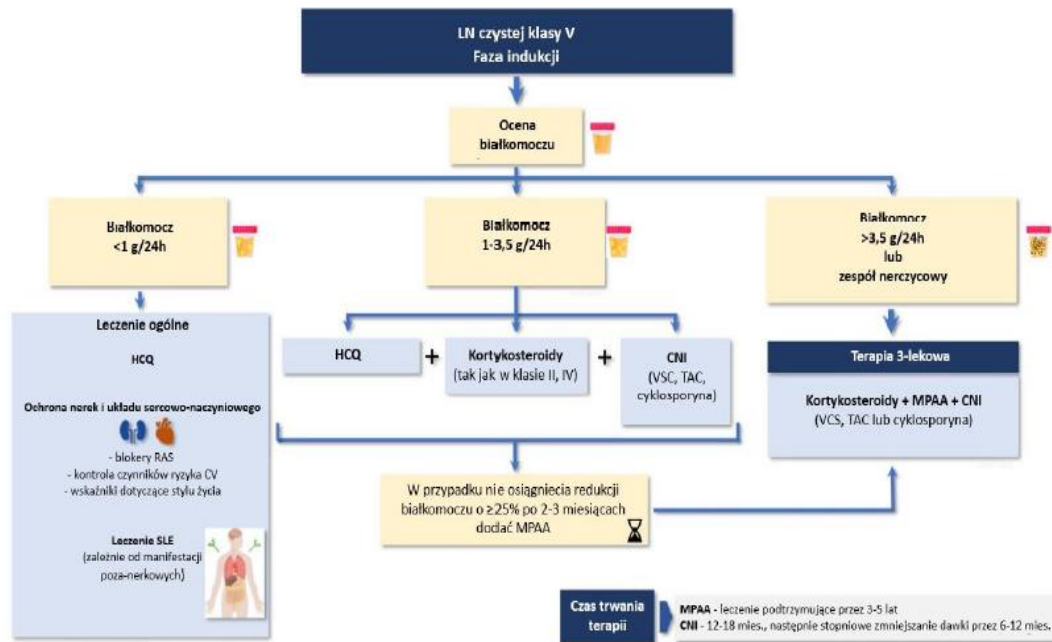 LN czystej klasy V
Faza indukcji
Ocena
białkomoczu
Białkomocz
<1 g/24h
Białkomocz
1-3,5 g/24h
Białkomocz
>3,5 g/24h
lub
zespół nerczycowy
Leczenie ogólne
HCQ
Ochrona nerek i układu sercowo-naczyniowego
- blokery RAS
- kontrola czynników ryzyka CV
- wskaźniki dotyczące stylu życia
Leczenie SLE
(zależnie od manifestacji
poza-nerkowych)
HCQ
+
Kortykosteroidy
(tak jak w klasie II, IV)
+
CNI
(VSC, TAC,
cyklosporyna)
Terapia 3-lekowa
Kortykosteroidy + MPAA + CNI
(VCS, TAC lub cyklosporyna)
W przypadku nie osiągniecia redukcji
białkomoczu o ≥25% po 2-3 miesiącach
dodać MPAA
Czas trwania
terapii
MPAA - leczenie podtrzymujące przez 3-5 lat
CNI - 12-18 mies., następnie stopniowe zmniejszanie dawki przez 6-12 mies.